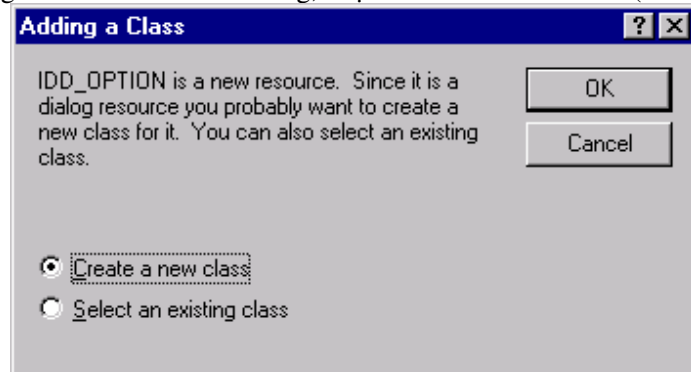 Adding a Class
IDD_OPTION is a new resource. Since it is a
dialog resource you probably want to create a
new class for it. You can also select an existing
class.
OK
Cancel
Create a new class
Select an existing class